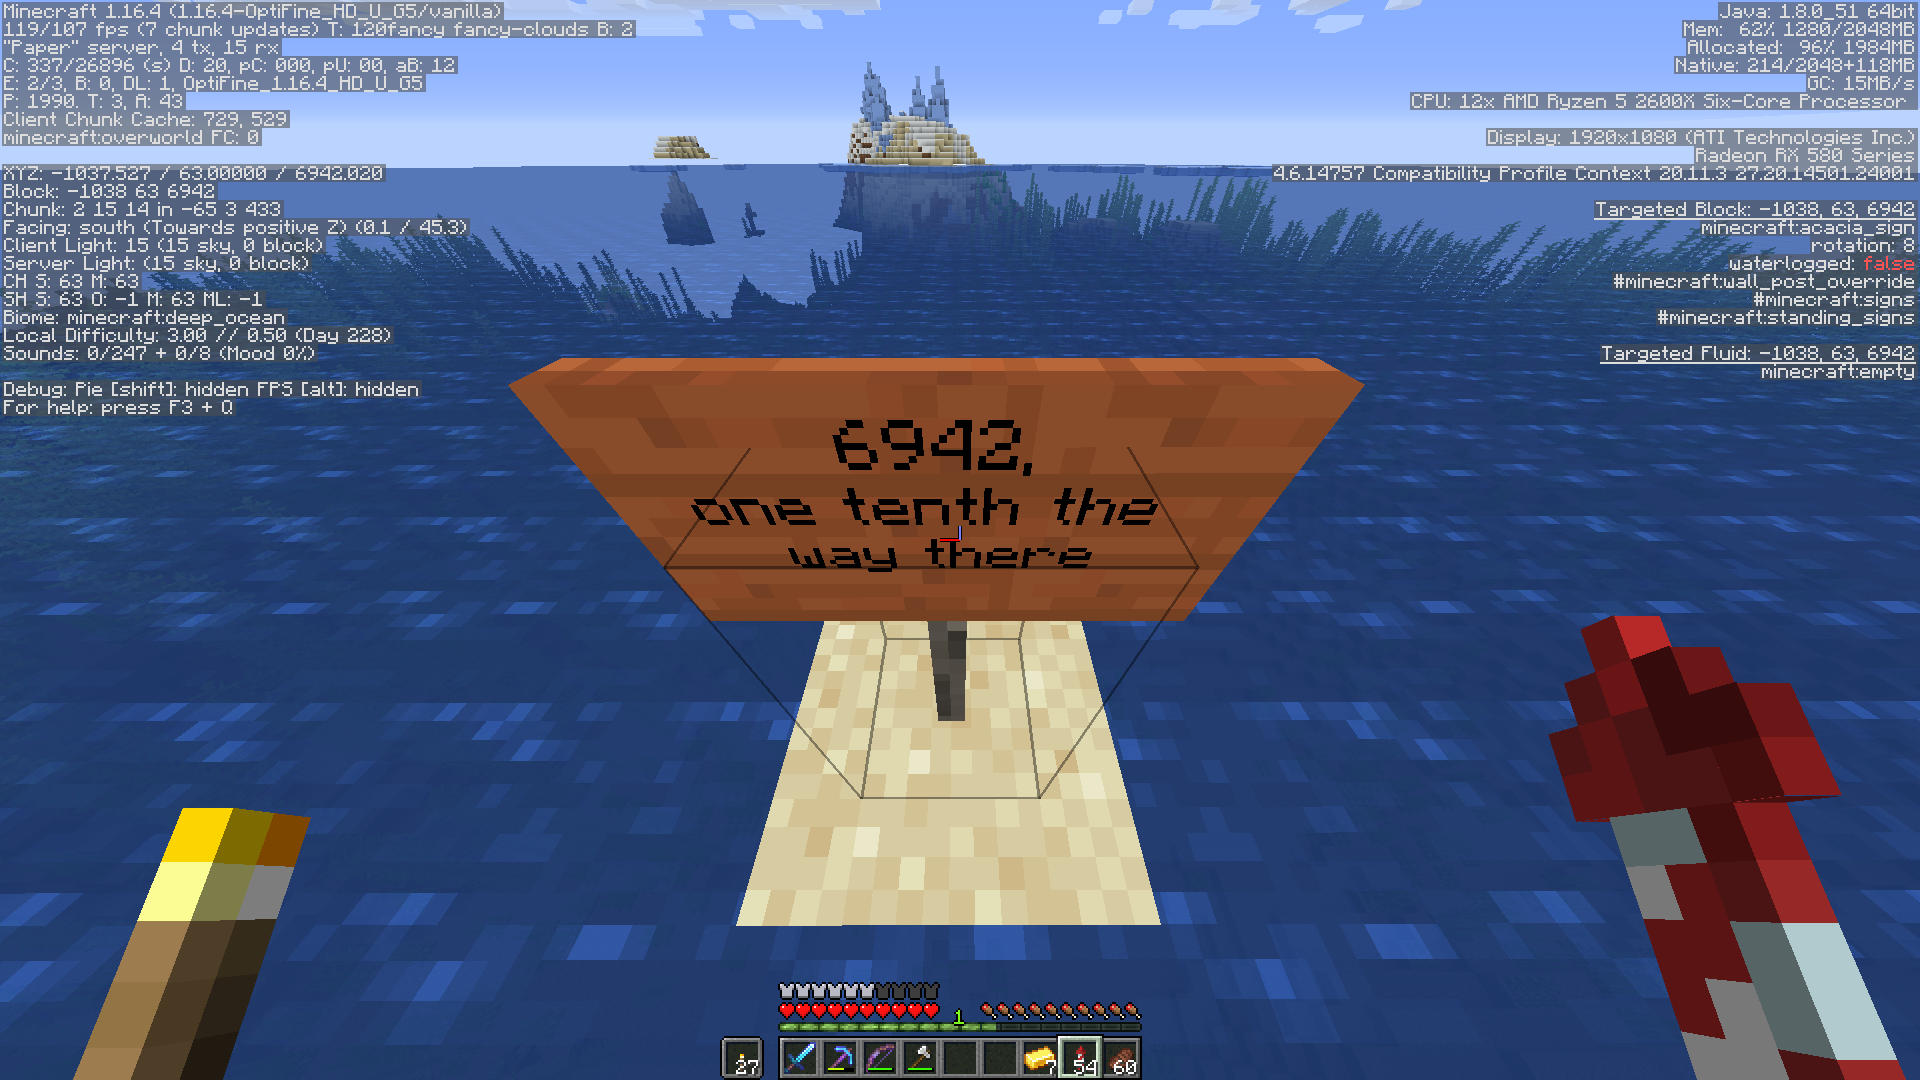 Minecraft 1.16.4 (1.16.4-OptiFine_HD_U_G5/vanilla)
119/107 fps (7 chunk updates) T: 120fancy fancy-clouds B: 2
"Paper" server, 4 tx, 15 rx
C: 337/26896 (s) D: 20, pC: 000, pU: 00, aB: 12
E: 2/3, B: 0, DL: 1, OptiFine_1.16.4_HD_U_G5
P: 1990. T: 3, A: 43
Client Chunk Cache: 729, 529
minecraft:overworld FC: 0
XYZ: -1037.527 / 63.00000 / 6942.020
Block: -1038 63 6942
Chunk: 2 15 14 in -65 3 433
Facing: south (Towards positive Z) (0.1 / 45.3)
Client Light: 15 (15 sky, 0 block)
Server Light: (15 sky, 0 block)
CH S: 63 M: 63
SH S: 63 O: -1 M: 63 ML: -1
Biome: minecraft:deep_ocean
Local Difficulty: 3.00 // 0.50 (Day 228)
Sounds: 0/247 + 0/8 (Mood 0%)
Debug: Pie [shift]: hidden FPS [alt]: hidden
For help: press F3 + Q
Java: 1.8.0_51 64bit
Mem: 62% 1280/2048MB
Allocated: 96% 1984MB
Native: 214/2048+118MB
GC: 15MB/s
CPU: 12x AMD Ryzen 5 2600X Six-Core Processor
Display: 1920x1080 (ATI Technologies Inc.)
Radeon RX 580 Series
4.6.14757 Compatibility Profile Context 20.11.3 27.20.14501.24001
Targeted Block: -1038, 63, 6942
minecraft:acacia_sign
rotation: 8
waterlogged: false
#minecraft:wall_post_override
#minecraft:signs
#minecraft:standing_signs
Targeted Fluid: -1038, 63, 6942
minecraft:empty
6942,
one tenth the
way there
1
27
7
54
60